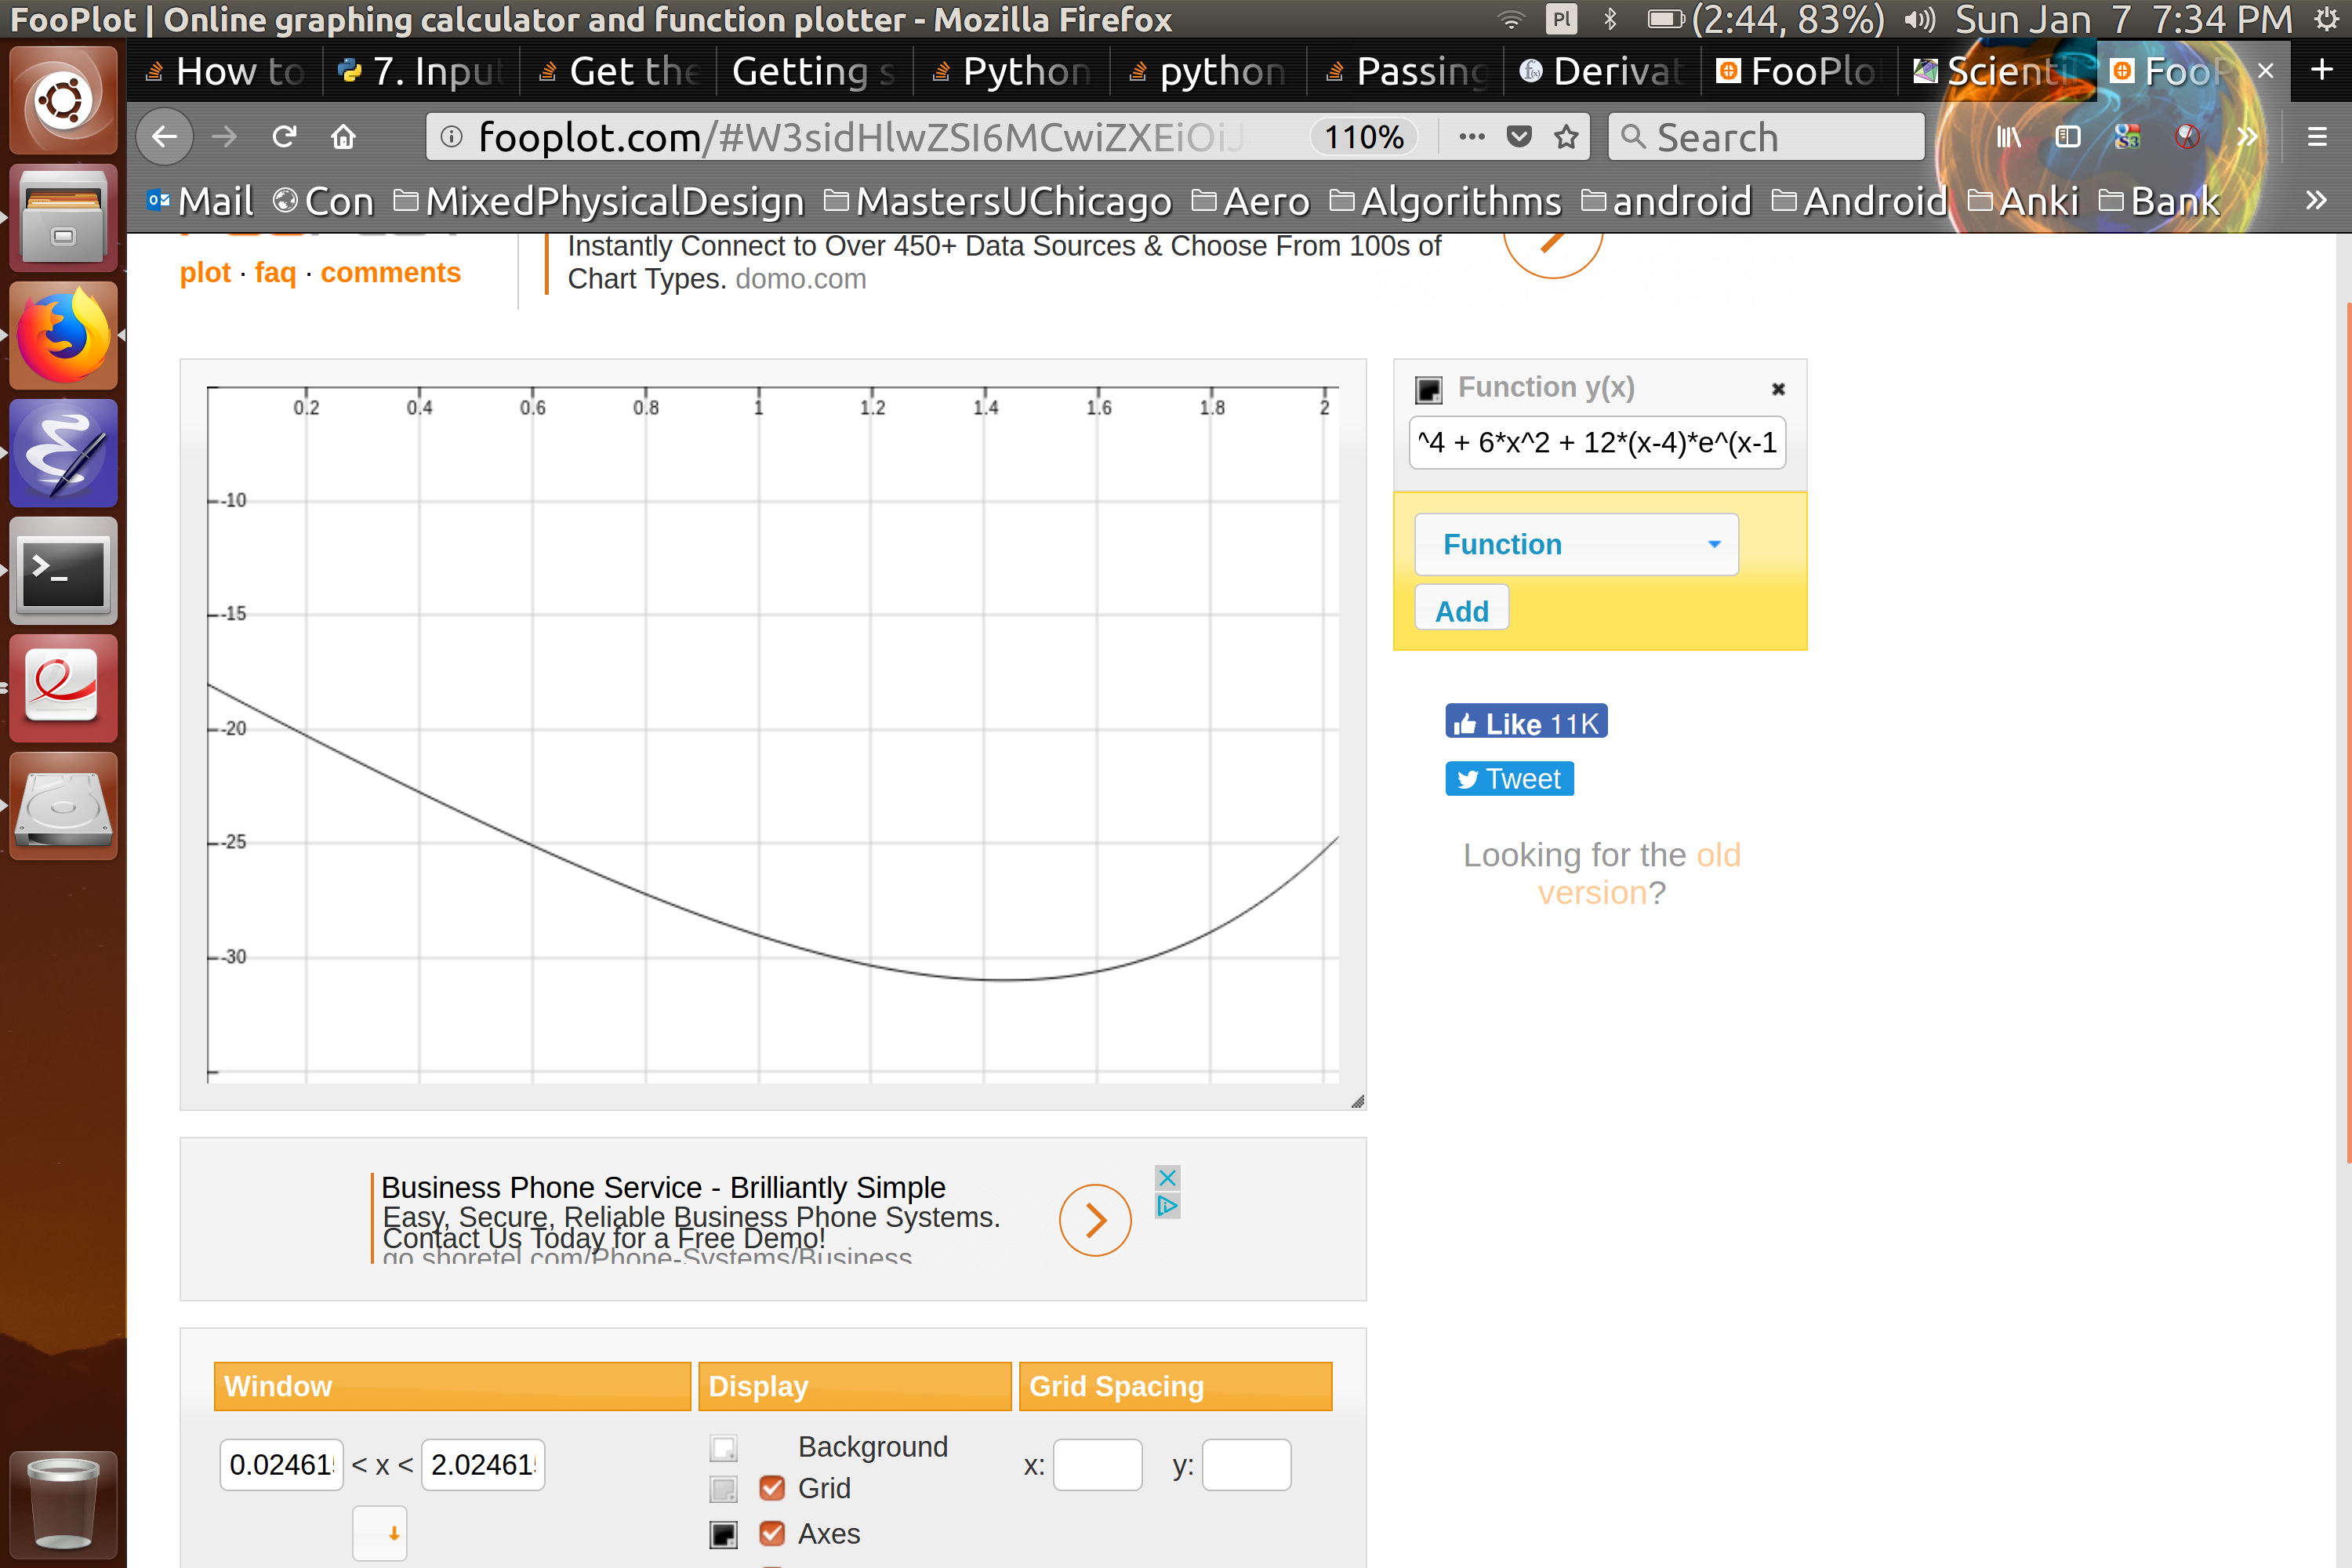 FooPlot | Online graphing calculator and function plotter - Mozilla Firefox
Pl (2:44, 83%) Sun Jan 7 7:34 PM
How to 7. Input Get the Getting s Python python Passing Derivat FooPlo Scienti FooP
fooplot.com/#W3sidHlwZSI6MCwiZXEiOiJ 110% Search
Mail Con MixedPhysicalDesign MastersUChicago Aero Algorithms android Android Anki Bank
Instantly Connect to Over 450+ Data Sources & Choose From 100s of
Chart Types. domo.com
plot · faq · comments
0.2 0.4 0.6 0.8 1 1.2 1.4 1.6 1.8 2
-10
-15
-20
-25
-30
Function y(x)
^4 + 6*x^2 + 12*(x-4)*e^(x-1
Function
Add
Like 11K
Tweet
Looking for the old
version?
Business Phone Service - Brilliantly Simple
Easy, Secure, Reliable Business Phone Systems.
Contact Us Today for a Free Demo!
go.shoretel.com/Phone-Systems/Business
Window Display Grid Spacing
0.02461 < x < 2.02461
Background
Grid
Axes
x: y: